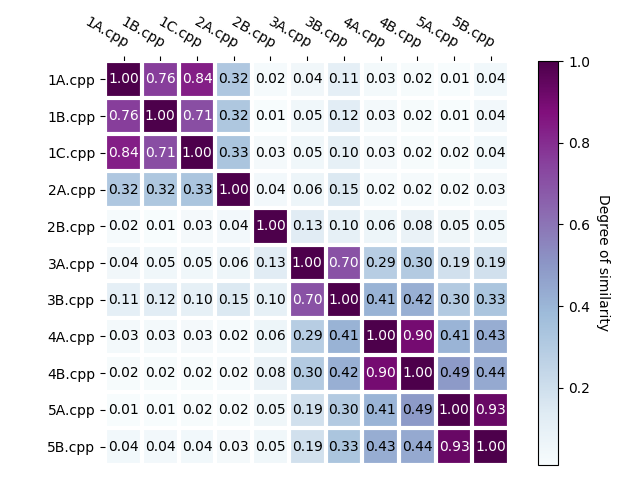 1A.cpp 1B.cpp 1C.cpp 2A.cpp 2B.cpp 3A.cpp 3B.cpp 4A.cpp 4B.cpp 5A.cpp 5B.cpp
1A.cpp 1.00 0.76 0.84 0.32 0.02 0.04 0.11 0.03 0.02 0.01 0.04
1B.cpp 0.76 1.00 0.71 0.32 0.01 0.05 0.12 0.03 0.02 0.01 0.04
1C.cpp 0.84 0.71 1.00 0.33 0.03 0.05 0.10 0.03 0.02 0.02 0.04
2A.cpp 0.32 0.32 0.33 1.00 0.04 0.06 0.15 0.02 0.02 0.02 0.03
2B.cpp 0.02 0.01 0.03 0.04 1.00 0.13 0.10 0.06 0.08 0.05 0.05
3A.cpp 0.04 0.05 0.05 0.06 0.13 1.00 0.70 0.29 0.30 0.19 0.19
3B.cpp 0.11 0.12 0.10 0.15 0.10 0.70 1.00 0.41 0.42 0.30 0.33
4A.cpp 0.03 0.03 0.03 0.02 0.06 0.29 0.41 1.00 0.90 0.41 0.43
4B.cpp 0.02 0.02 0.02 0.02 0.08 0.30 0.42 0.90 1.00 0.49 0.44
5A.cpp 0.01 0.01 0.02 0.02 0.05 0.19 0.30 0.41 0.49 1.00 0.93
5B.cpp 0.04 0.04 0.04 0.03 0.05 0.19 0.33 0.43 0.44 0.93 1.00
1.0
0.8
0.6
0.4
0.2
Degree of similarity